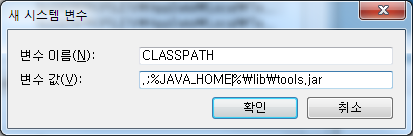 새 시스템 변수
변수 이름(N): CLASSPATH
변수 값(V): .;%JAVA_HOME%₩lib₩tools.jar
확인 취소